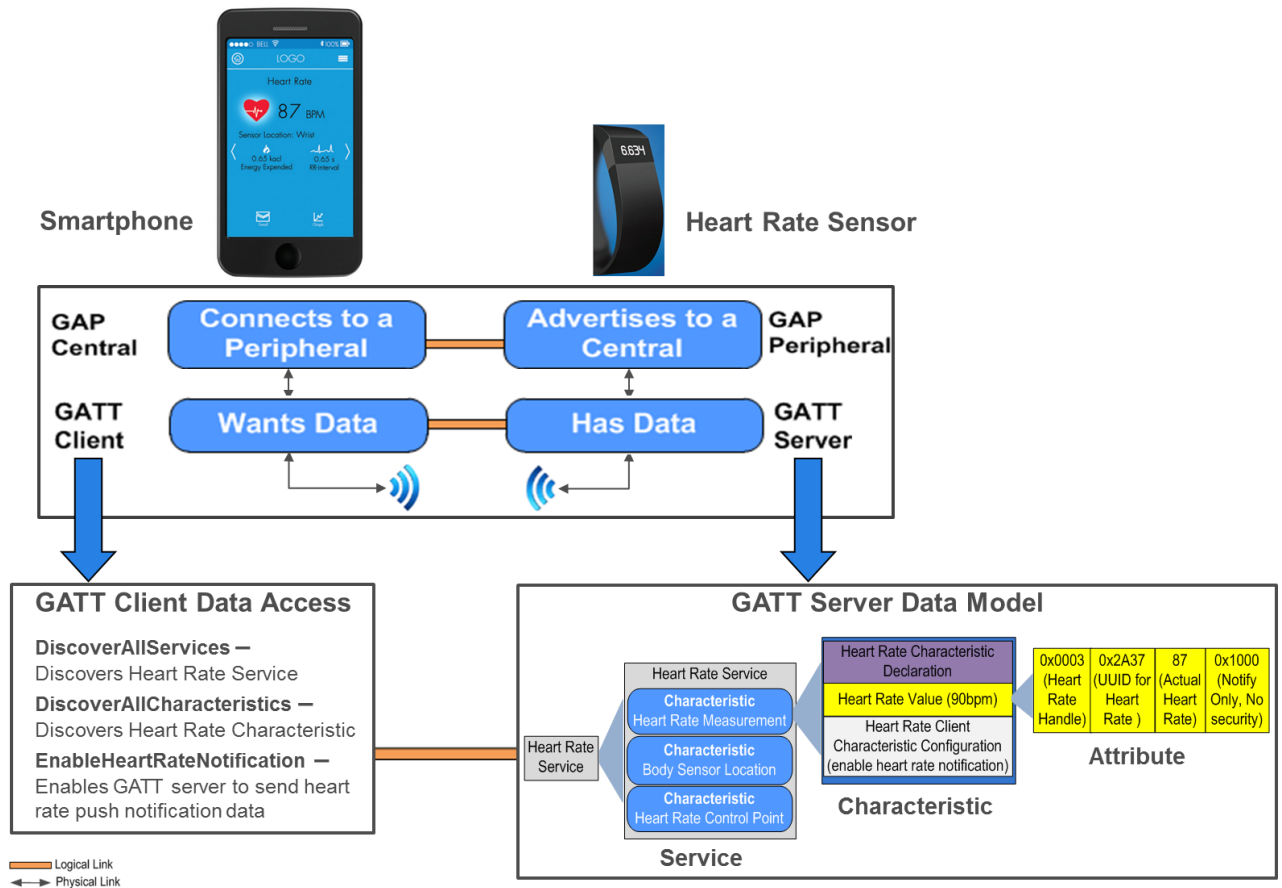 BELL
100%
LOGO
Heart Rate
87 BPM
Sensor Location: Wrist
0.65 kacl
Energy Expended
0.65 s
RR-interval
6.634
Smartphone
Heart Rate Sensor
GAP
Central
Connects to a
Peripheral
Advertises to a
Central
GAP
Peripheral
GATT
Client
Wants Data
Has Data
GATT
Server
GATT Client Data Access
DiscoverAllServices –
Discovers Heart Rate Service
DiscoverAllCharacteristics –
Discovers Heart Rate Characteristic
EnableHeartRateNotification –
Enables GATT server to send heart
rate push notification data
GATT Server Data Model
Heart Rate
Service
Heart Rate Service
Characteristic
Heart Rate Measurement
Characteristic
Body Sensor Location
Characteristic
Heart Rate Control Point
Service
Heart Rate Characteristic
Declaration
Heart Rate Value (90bpm)
Heart Rate Client
Characteristic Configuration
(enable heart rate notification)
Characteristic
0x0003
(Heart
Rate
Handle)
0x2A37
(UUID for
Heart
Rate )
87
(Actual
Heart
Rate)
0x1000
(Notify
Only, No
security)
Attribute
Logical Link
Physical Link